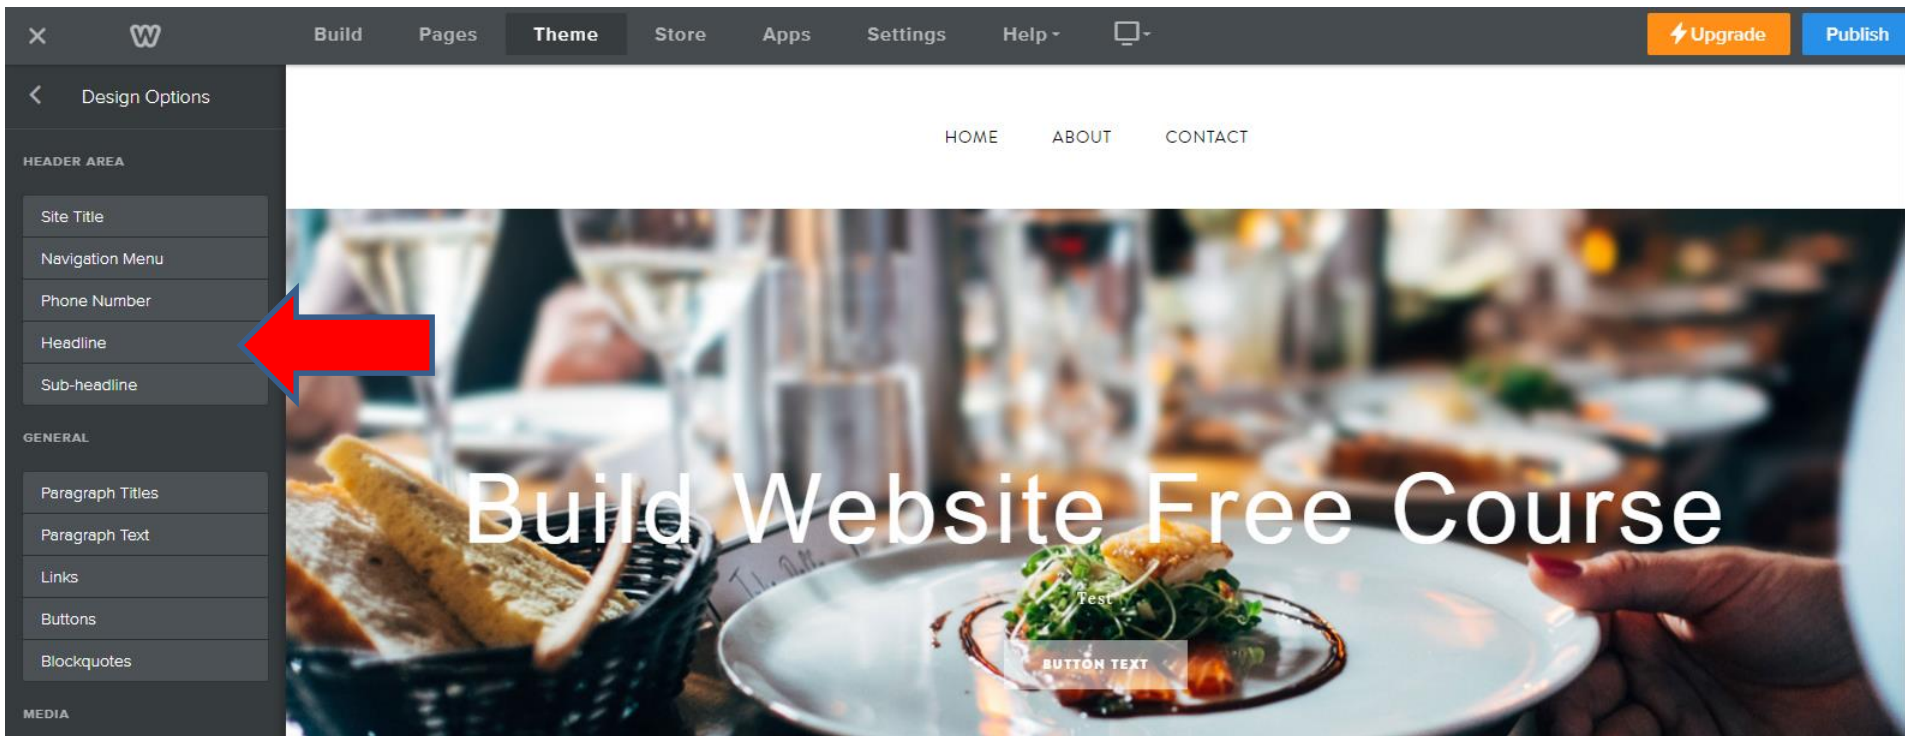 Build Pages Theme Store Apps Settings Help Upgrade Publish
Design Options
HEADER AREA
Site Title
Navigation Menu
Phone Number
Headline
Sub-headline
GENERAL
Paragraph Titles
Paragraph Text
Links
Buttons
Blockquotes
MEDIA
HOME ABOUT CONTACT
Build Website Free Course
Test
BUTTON TEXT